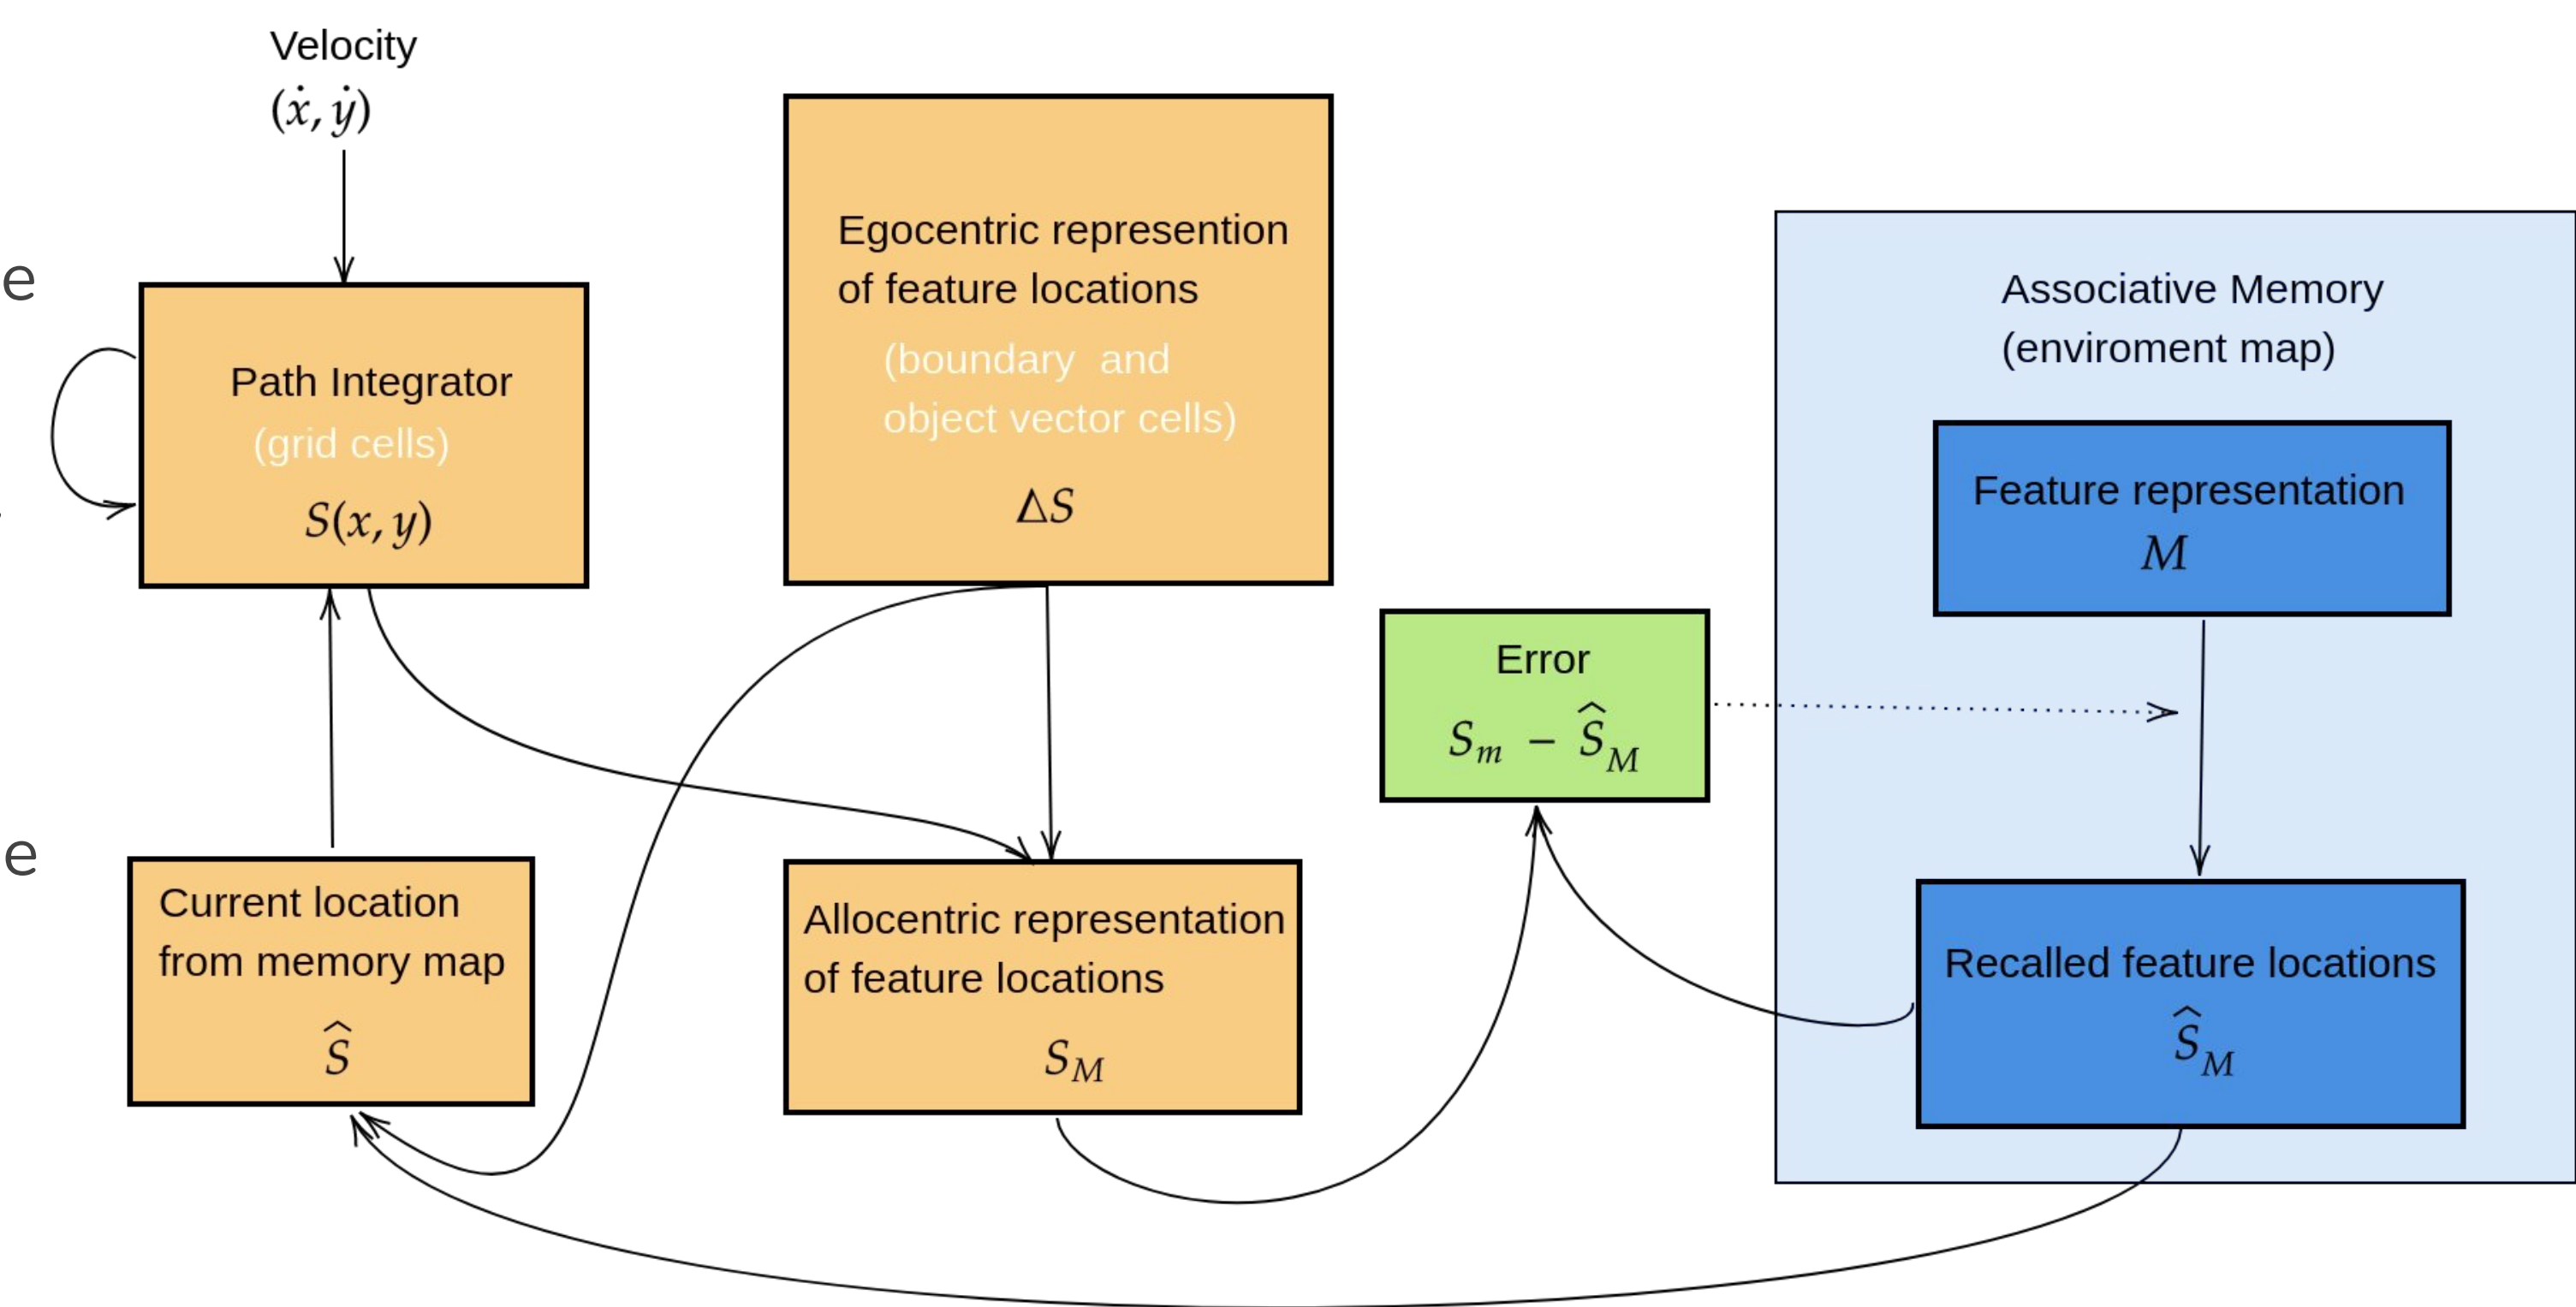 Velocity
(ẋ, ẏ)
e
Path Integrator
(grid cells)
S(x, y)
Egocentric represention
of feature locations
(boundary and
object vector cells)
ΔS
Associative Memory
(enviroment map)
Feature representation
M
Error
S_m − Ŝ_M
e
Current location
from memory map
Ŝ
Allocentric representation
of feature locations
S_M
Recalled feature locations
Ŝ_M